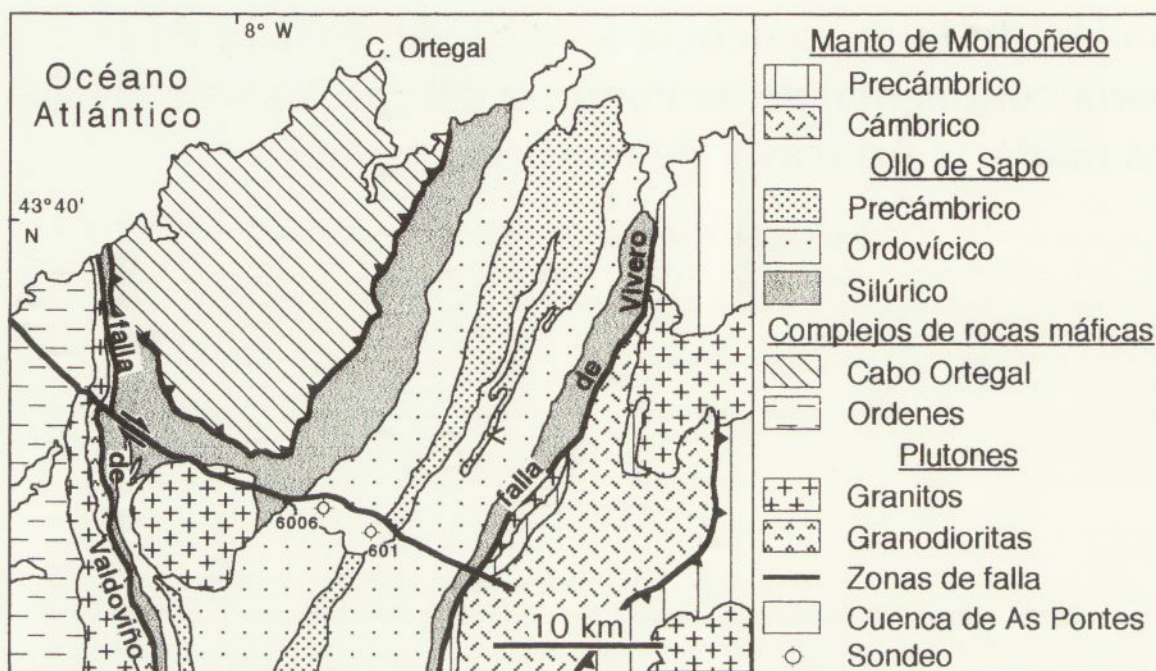 8° W
C. Ortegal
Océano
Atlántico
43°40'
N
falla
de
Valdoviño
falla
de
Vivero
6006
601
10 km
Manto de Mondoñedo
Precámbrico
Cámbrico
Ollo de Sapo
Precámbrico
Ordovícico
Silúrico
Complejos de rocas máficas
Cabo Ortegal
Ordenes
Plutones
Granitos
Granodioritas
Zonas de falla
Cuenca de As Pontes
Sondeo